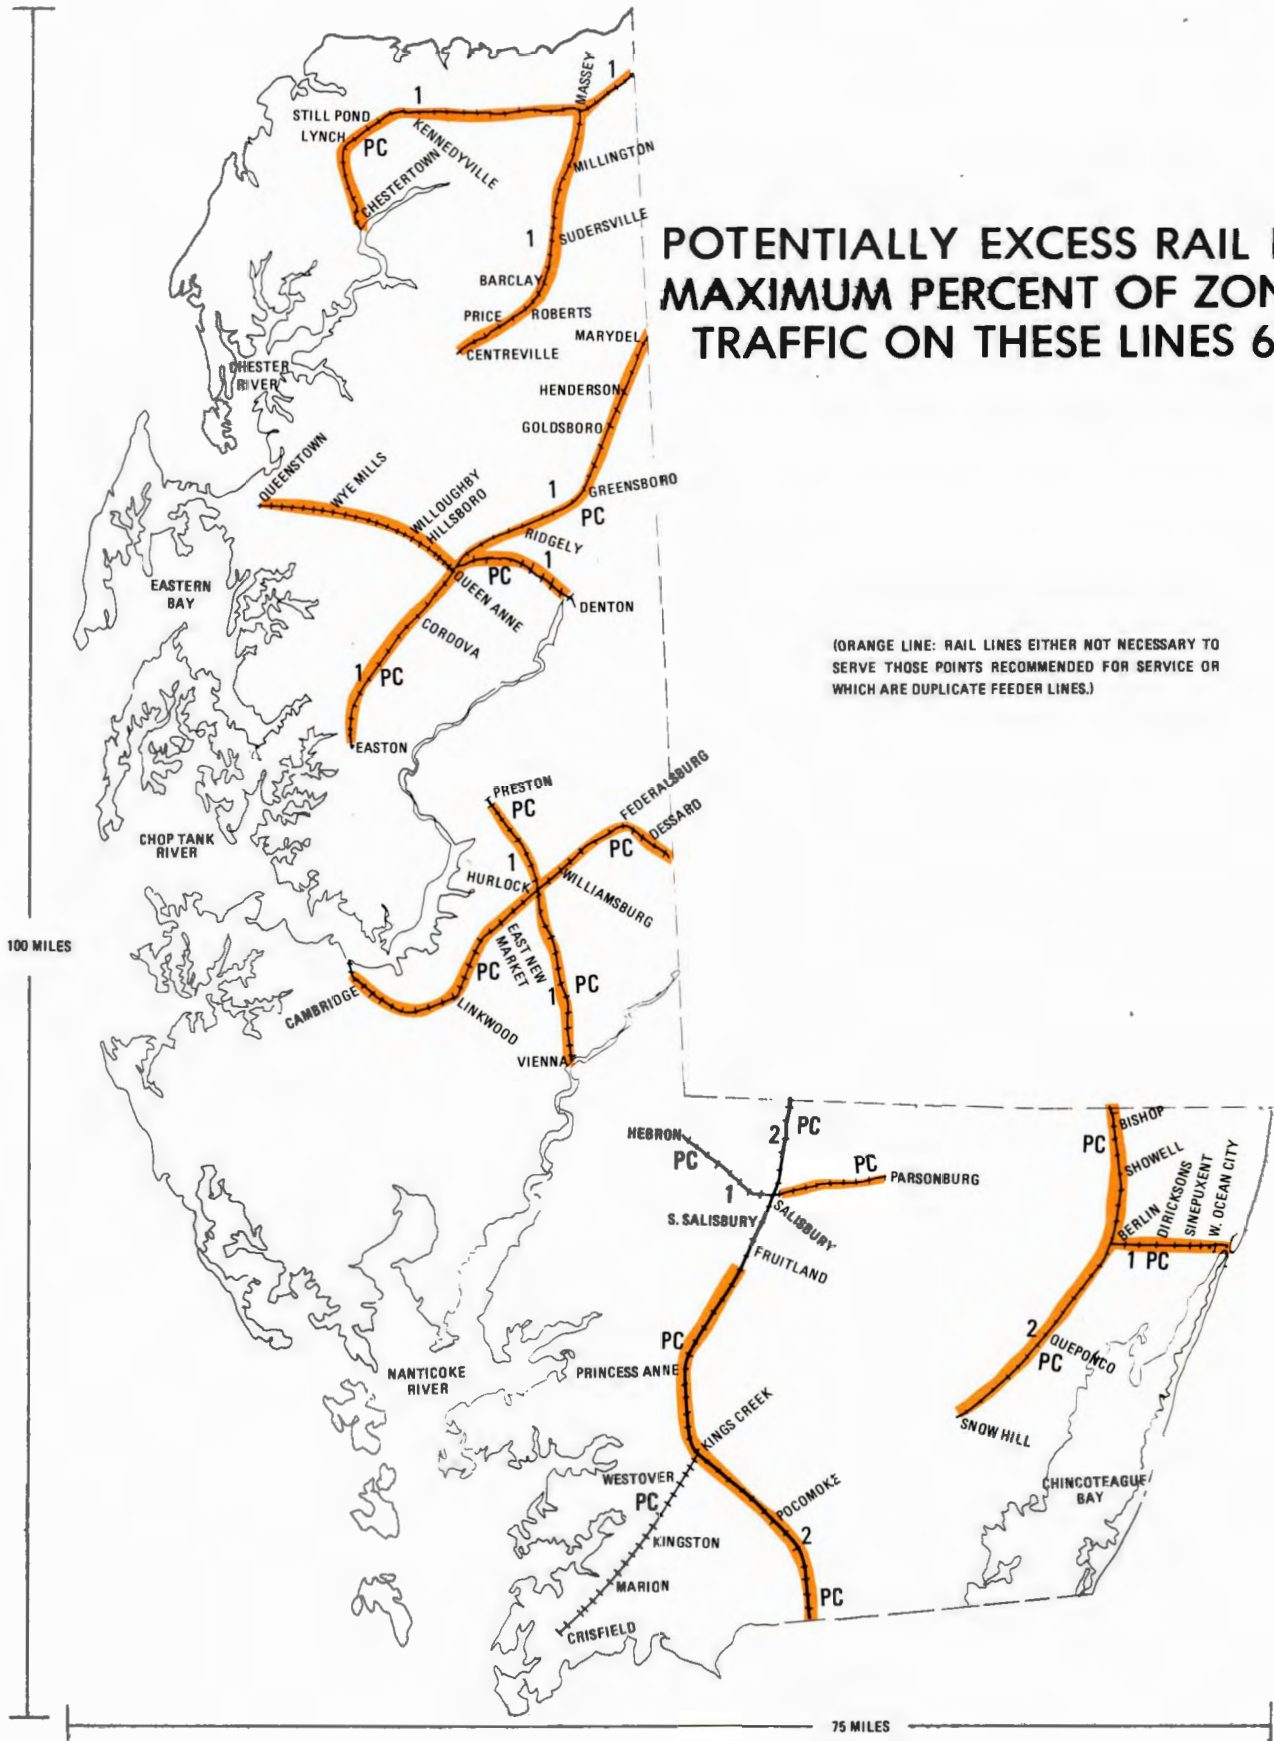 POTENTIALLY EXCESS RAIL
MAXIMUM PERCENT OF ZON
TRAFFIC ON THESE LINES 6
(ORANGE LINE: RAIL LINES EITHER NOT NECESSARY TO
SERVE THOSE POINTS RECOMMENDED FOR SERVICE OR
WHICH ARE DUPLICATE FEEDER LINES.)
1
MASSEY
1
STILL POND
LYNCH
PC
KENNEDYVILLE
CHESTERTOWN
MILLINGTON
1
SUDERSVILLE
BARCLAY
PRICE
ROBERTS
MARYDEL
CENTREVILLE
CHESTER
RIVER
HENDERSON
GOLDSBORO
QUEENSTOWN
WYE MILLS
WILLOUGHBY
HILLSBORO
1
GREENSBORO
PC
RIDGELY
PC
1
EASTERN
BAY
QUEEN ANNE
DENTON
CORDOVA
1
PC
EASTON
PRESTON
PC
FEDERALSBURG
DESSARO
CHOP TANK
RIVER
PC
1
HURLOCK
WILLIAMSBURG
100 MILES
EAST NEW
MARKET
PC
PC
1
CAMBRIDGE
LINKWOOD
VIENNA
HEBRON
PC
2
PC
PC
BISHOP
SHOWELL
PC
PARSONBURG
1
S. SALISBURY
SALISBURY
BERLIN
DIRICKSONS
SINEPUXENT
W. OCEAN CITY
FRUITLAND
1
PC
PC
2
QUEPONCO
PC
NANTICOKE
RIVER
PRINCESS ANNE
KINGS CREEK
SNOW HILL
WESTOVER
PC
POCOMOKE
CHINCOTEAGUE
BAY
KINGSTON
2
MARION
PC
CRISFIELD
75 MILES